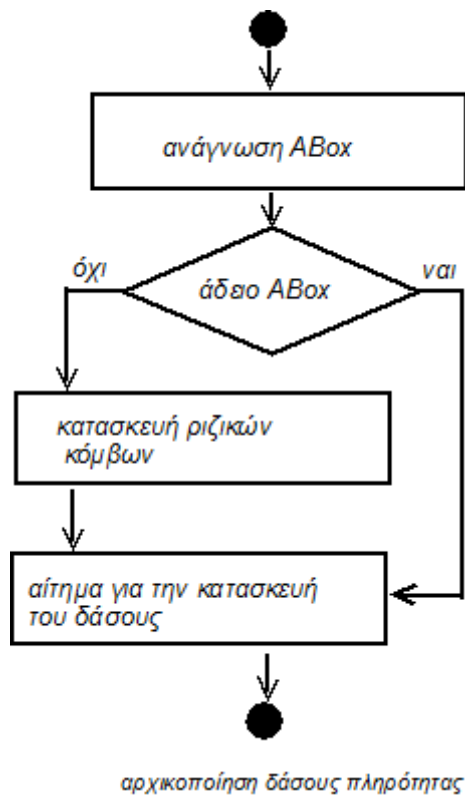 ανάγνωση ABox
άδειο ABox
όχι
ναι
κατασκευή ριζικών
κόμβων
αίτημα για την κατασκευή
του δάσους
αρχικοποίηση δάσους πληρότητας